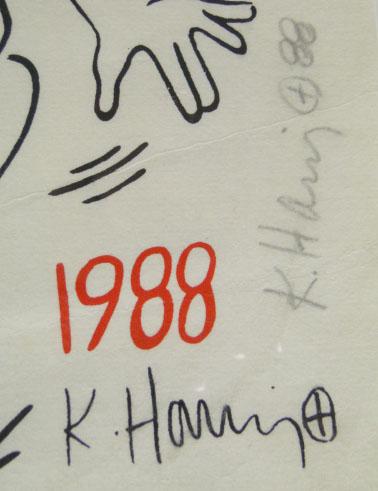 1988
K. Haring ⊕
K. Haring ⊕ 88